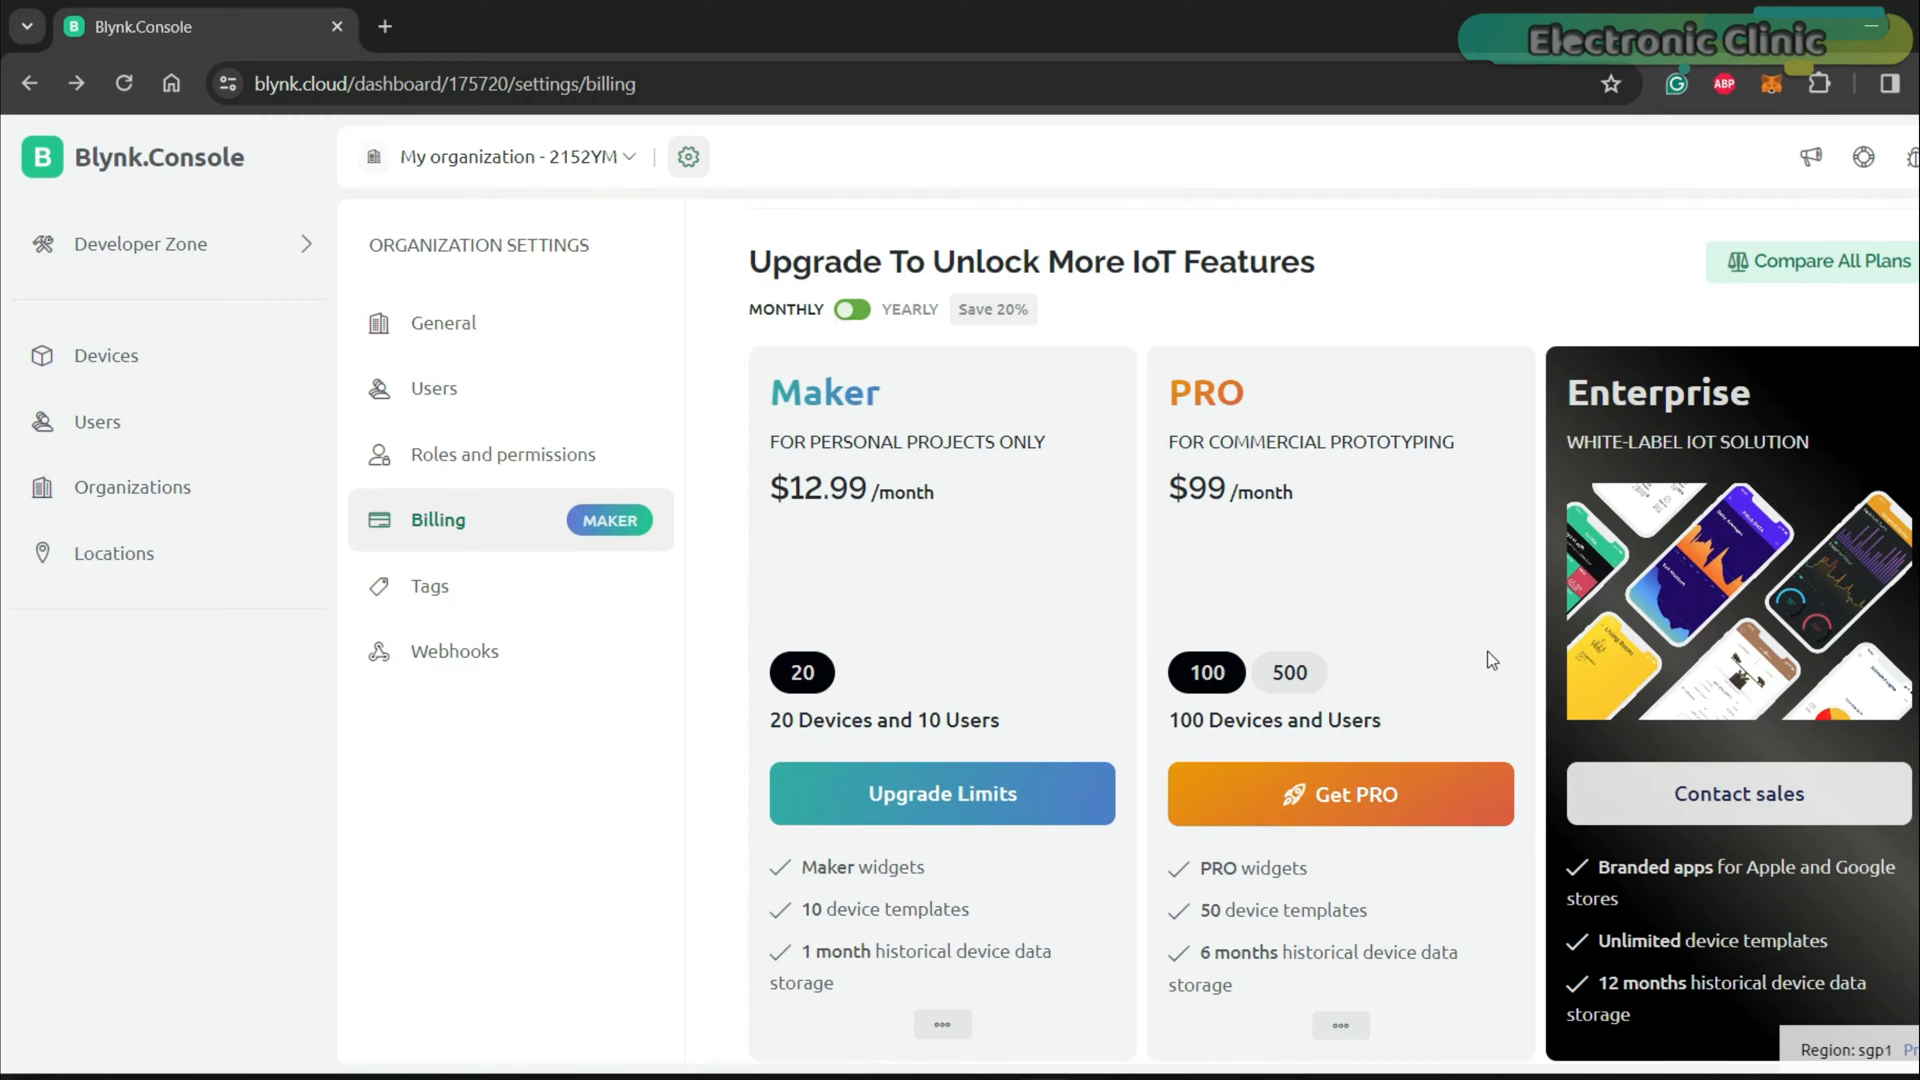 Blynk.Console
Electronic Clinic
blynk.cloud/dashboard/175720/settings/billing
ABP
B
Blynk.Console
My organization - 2152YM
Developer Zone
Devices
Users
Organizations
Locations
ORGANIZATION SETTINGS
General
Users
Roles and permissions
Billing
MAKER
Tags
Webhooks
Upgrade To Unlock More IoT Features
Compare All Plans
MONTHLY YEARLY Save 20%
Maker
FOR PERSONAL PROJECTS ONLY
$12.99 /month
20
20 Devices and 10 Users
Upgrade Limits
Maker widgets
10 device templates
1 month historical device data
storage
PRO
FOR COMMERCIAL PROTOTYPING
$99 /month
100 500
100 Devices and Users
Get PRO
PRO widgets
50 device templates
6 months historical device data
storage
Enterprise
WHITE-LABEL IOT SOLUTION
Contact sales
Branded apps for Apple and Google
stores
Unlimited device templates
12 months historical device data
storage
Region: sgp1 Pr